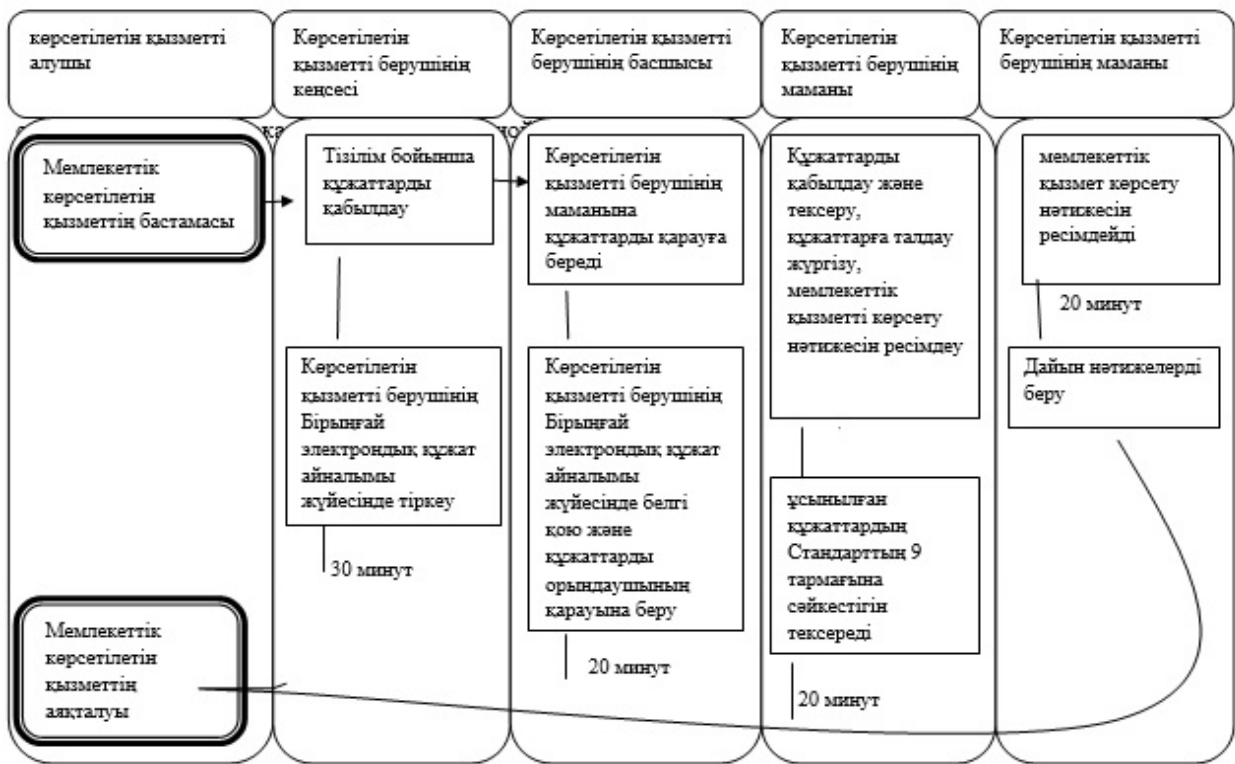 көрсетілетін қызметті
алушы
Көрсетілетін
қызметті берушінің
кеңсесі
Көрсетілетін қызметті
берушінің басшысы
Көрсетілетін
қызметті берушінің
маманы
Көрсетілетін қызметті
берушінің маманы
Мемлекеттік
көрсетілетін
қызметтің бастамасы
Тізілім бойынша
құжаттарды
қабылдау
Көрсетілетін
қызметті берушінің
маманына
құжаттарды қарауға
береді
Құжаттарды
қабылдау және
тексеру,
құжаттарға талдау
жүргізу,
мемлекеттік
қызметті көрсету
нәтижесін ресімдеу
мемлекеттік
қызмет көрсету
нәтижесін
ресімдейді
20 минут
Көрсетілетін
қызметті берушінің
Бірыңғай
электрондық құжат
айналымы
жүйесінде тіркеу
30 минут
Көрсетілетін
қызметті берушінің
Бірыңғай
электрондық құжат
айналымы
жүйесінде белгі
қою және
құжаттарды
орындаушының
қарауына беру
20 минут
ұсынылған
құжаттардың
Стандарттың 9
тармағына
сәйкестігін
тексереді
20 минут
Дайын нәтижелерді
беру
Мемлекеттік
көрсетілетін
қызметтің
аяқталуы